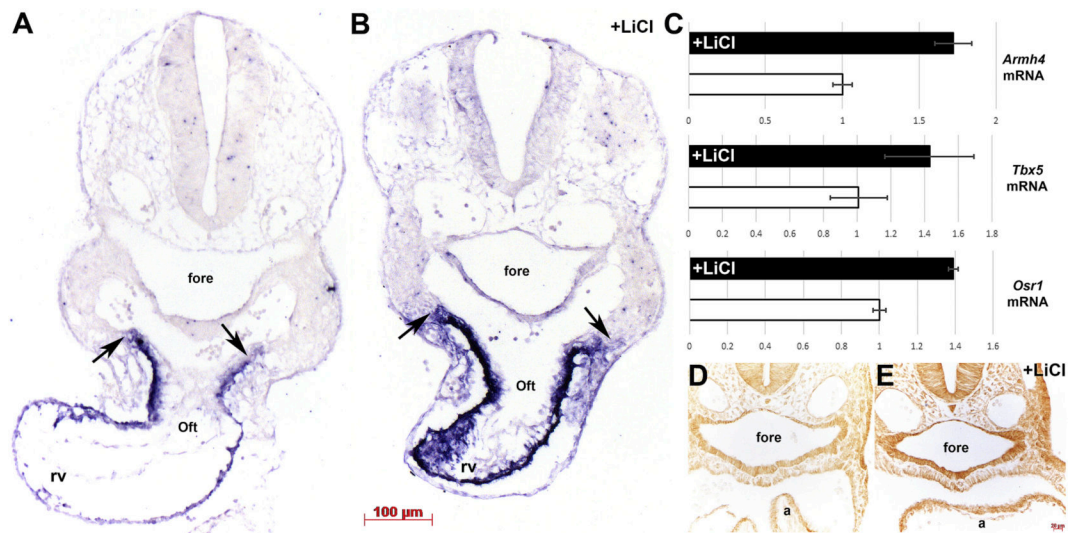 A
B
+LiCl
C
+LiCl
Armh4
mRNA
0 0.5 1 1.5 2
+LiCl
Tbx5
mRNA
0 0.2 0.4 0.6 0.8 1 1.2 1.4 1.6 1.8
+LiCl
Osr1
mRNA
0 0.2 0.4 0.6 0.8 1 1.2 1.4 1.6
fore
fore
Oft
Oft
rv
rv
100 µm
D
E
+LiCl
fore
fore
a
a